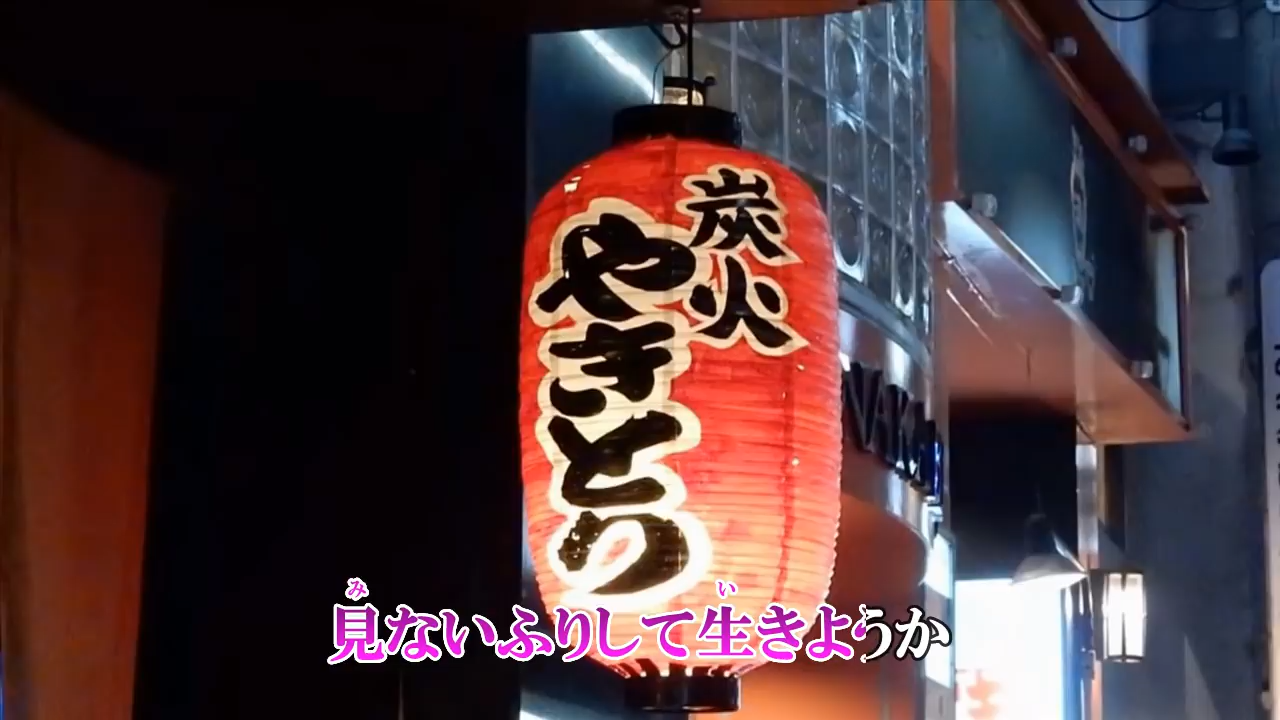 炭火
やきとり
見ないふりして生きようか
み
い